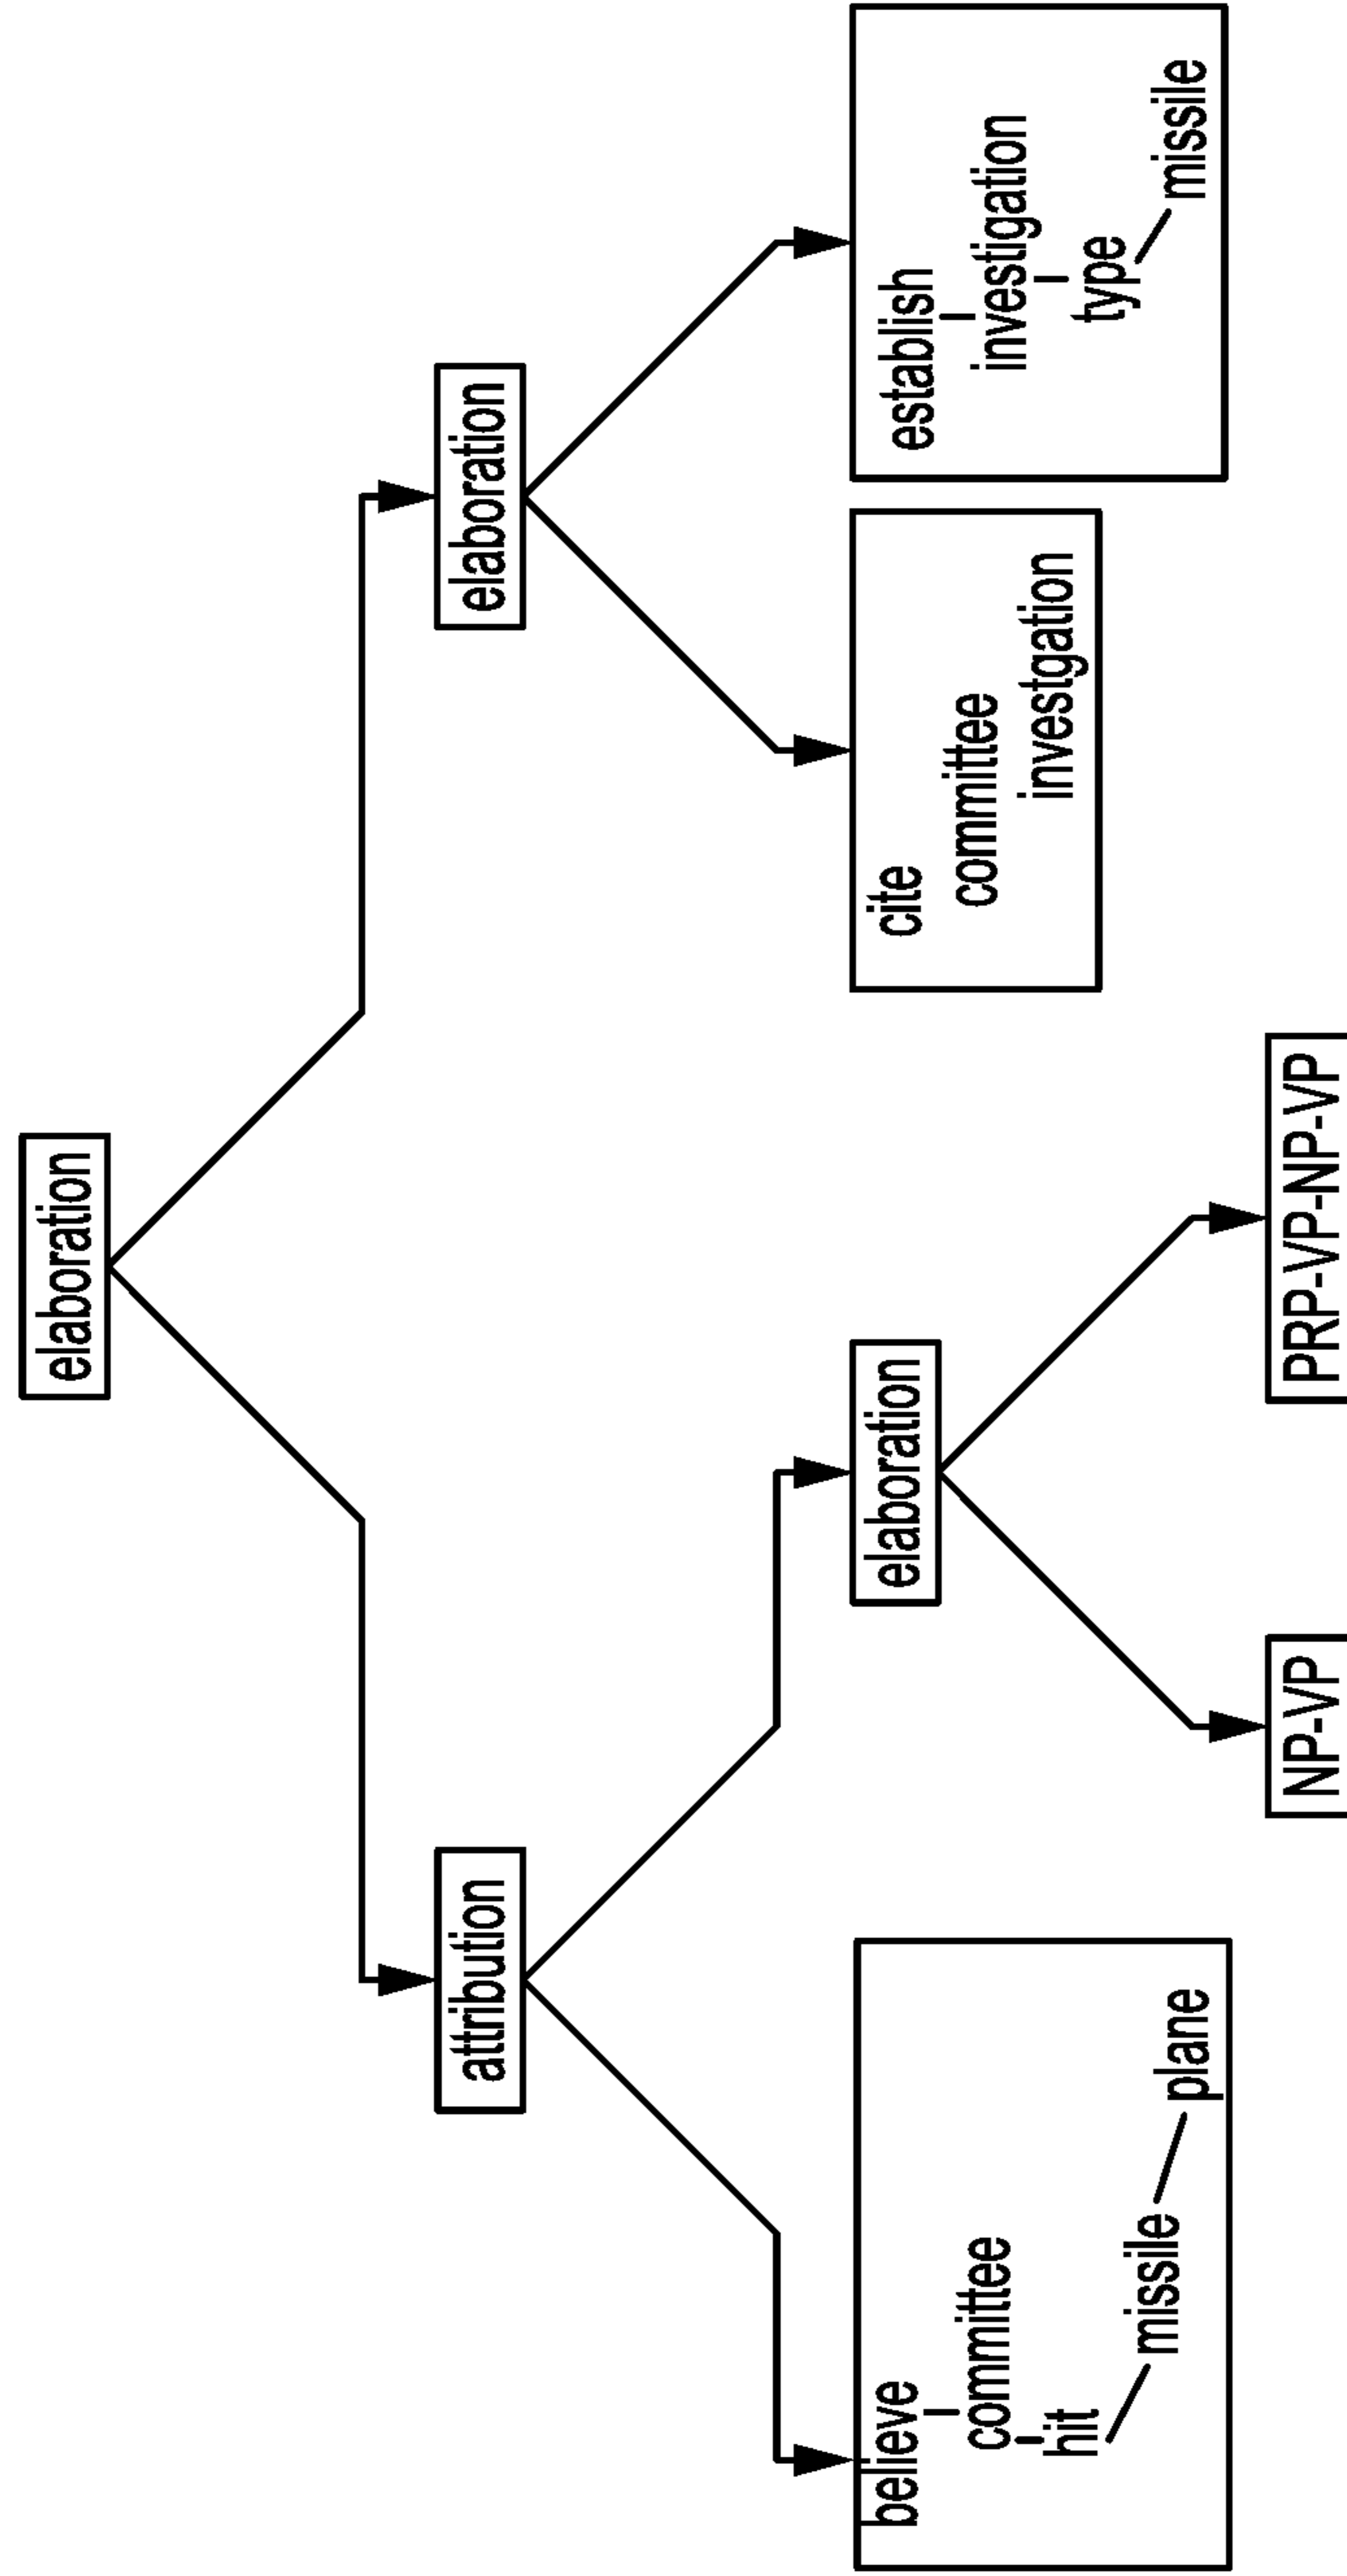 elaboration
attribution
elaboration
believe
committee
hit
missile
plane
elaboration
cite
committee
investgation
establish
investigation
type
missile
NP-VP
PRP-VP-NP-VP